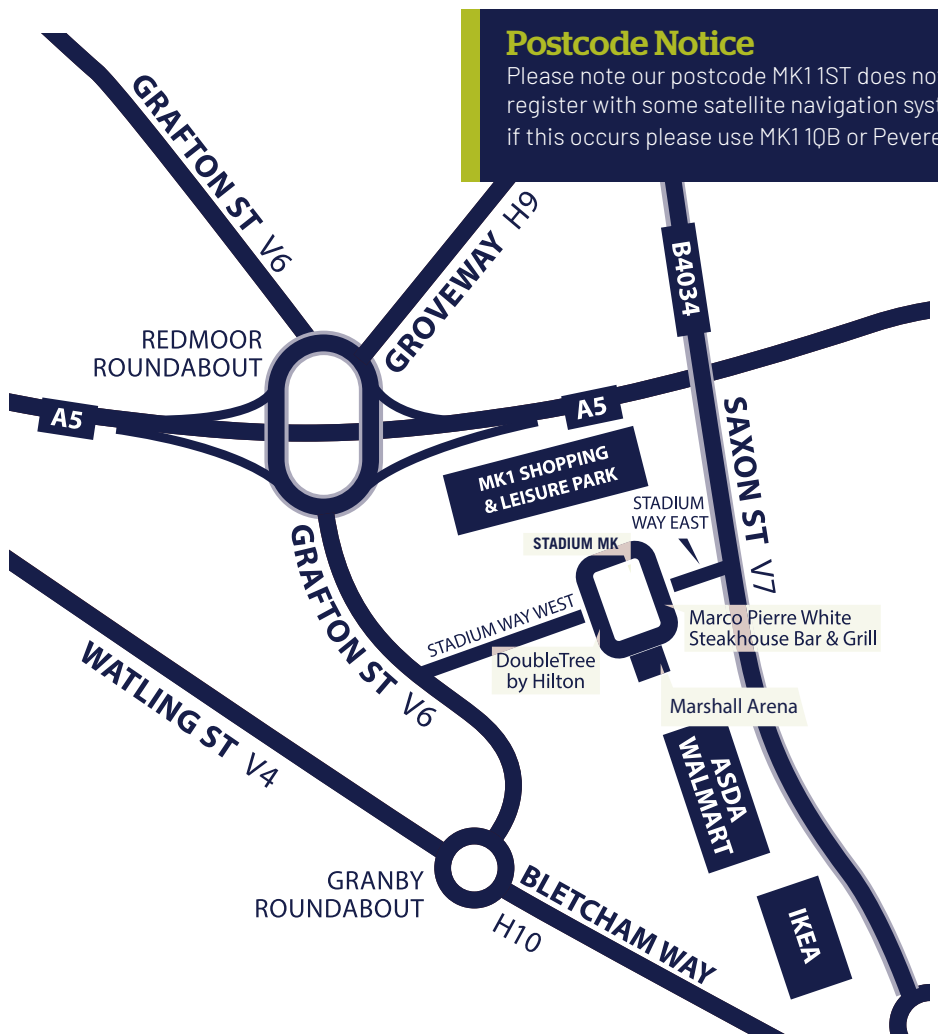 Postcode Notice
Please note our postcode MK1 1ST does no
register with some satellite navigation sys
if this occurs please use MK1 1QB or Pevere
GRAFTON ST V6
GROVEWAY H9
B4034
REDMOOR
ROUNDABOUT
A5
A5
MK1 SHOPPING
& LEISURE PARK
SAXON ST V7
STADIUM
WAY EAST
STADIUM MK
GRAFTON ST V6
STADIUM WAY WEST
Marco Pierre White
Steakhouse Bar & Grill
DoubleTree
by Hilton
Marshall Arena
WATLING ST V4
ASDA
WALMART
GRANBY
ROUNDABOUT
BLETCHAM WAY
H10
IKEA